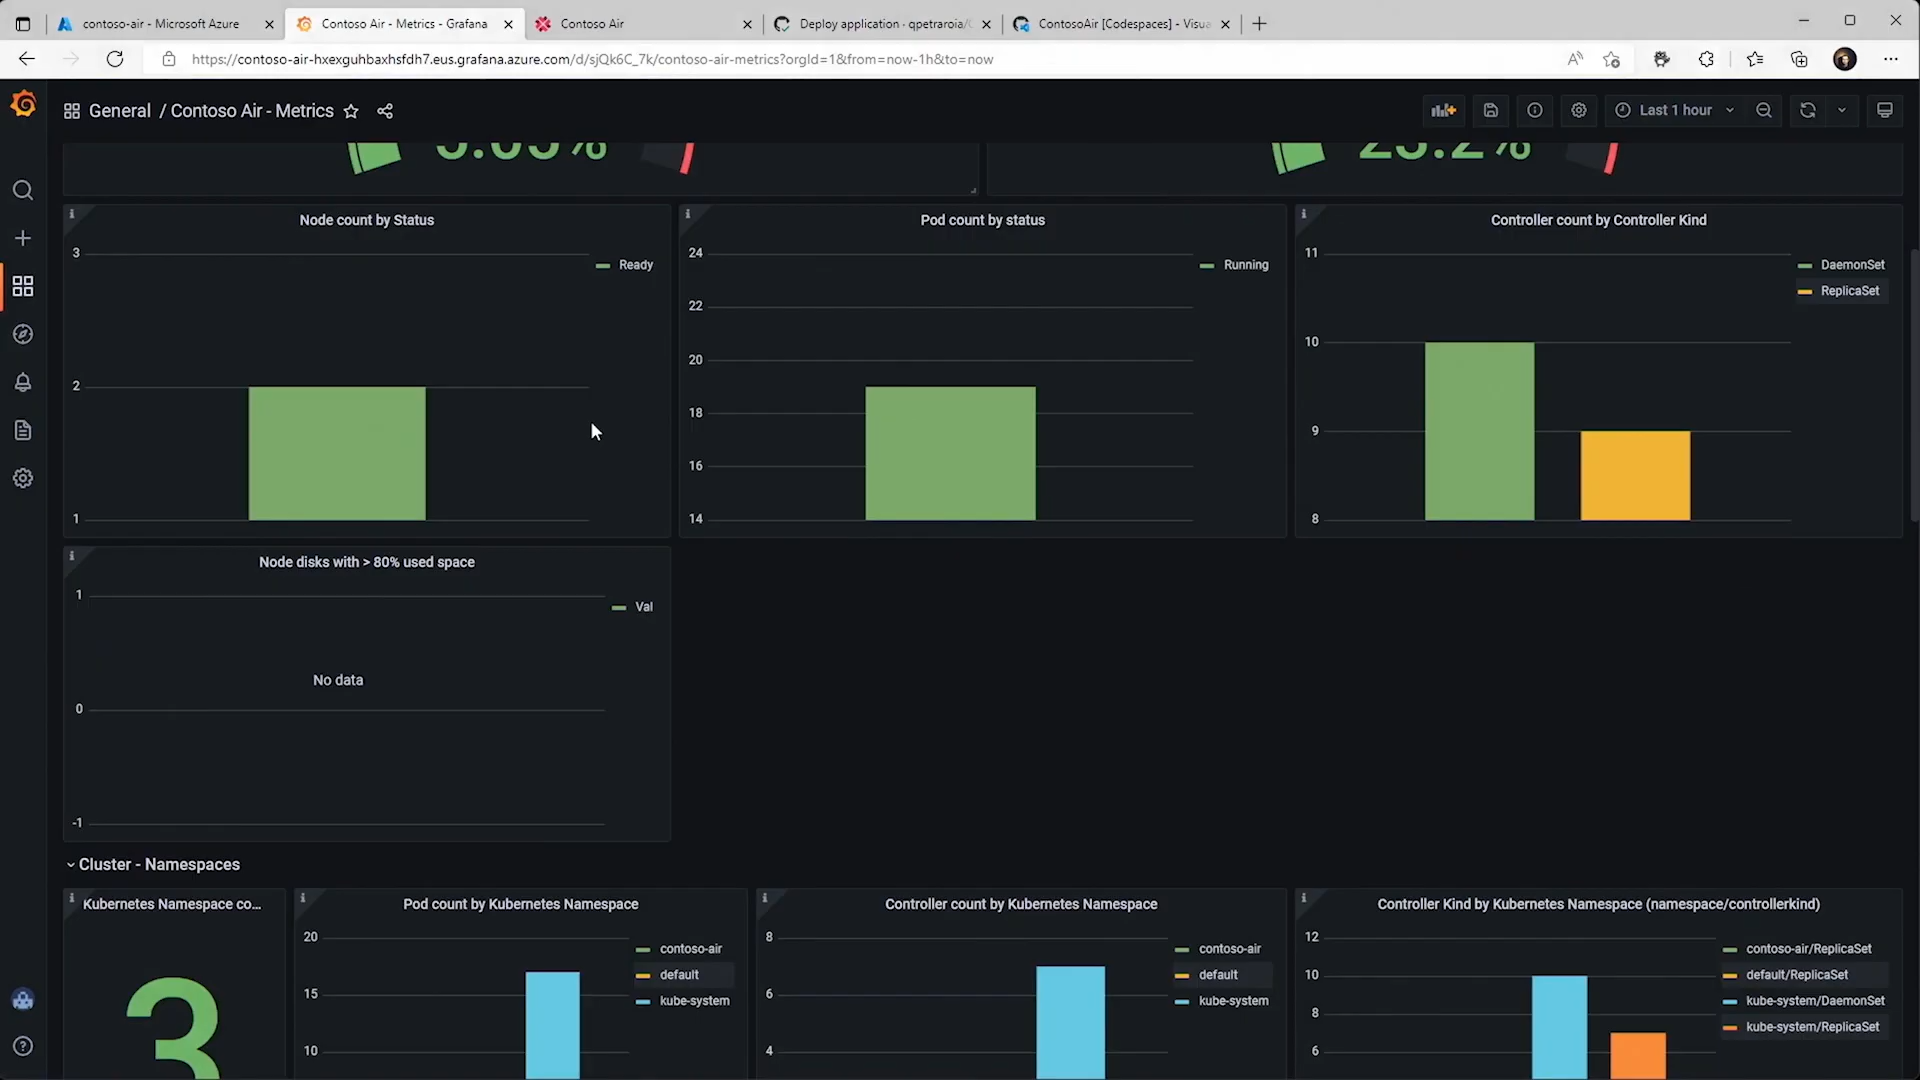 contoso-air - Microsoft Azure
Contoso Air - Metrics - Grafana
Contoso Air
Deploy application · qpetraroia/C
ContosoAir [Codespaces] - Visua
https://contoso-air-hxexguhbaxhsfdh7.eus.grafana.azure.com/d/sjQk6C_7k/contoso-air-metrics?orgId=1&from=now-1h&to=now
General / Contoso Air - Metrics
Last 1 hour
23.2%
Node count by Status
3
2
1
Ready
Pod count by status
24
22
20
18
16
14
Running
Controller count by Controller Kind
11
10
9
8
DaemonSet
ReplicaSet
Node disks with > 80% used space
1
0
-1
Val
No data
Cluster - Namespaces
Kubernetes Namespace co...
3
Pod count by Kubernetes Namespace
20
15
10
contoso-air
default
kube-system
Controller count by Kubernetes Namespace
8
6
4
contoso-air
default
kube-system
Controller Kind by Kubernetes Namespace (namespace/controllerkind)
12
10
8
6
contoso-air/ReplicaSet
default/ReplicaSet
kube-system/DaemonSet
kube-system/ReplicaSet